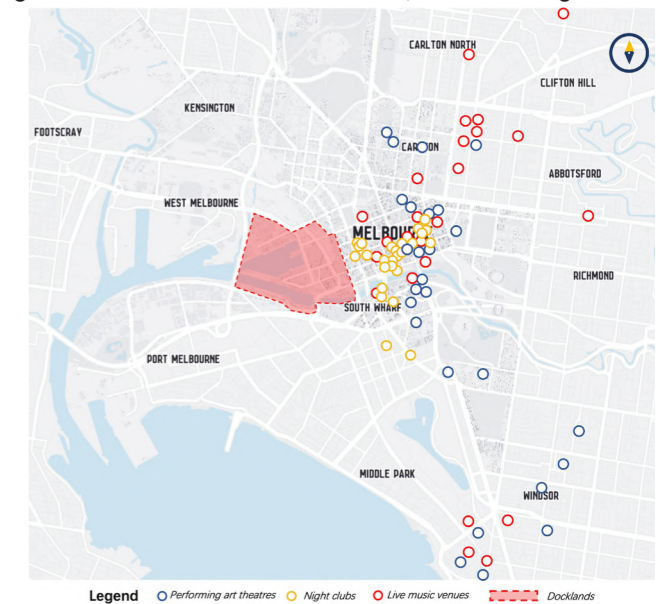 CARLTON NORTH
CLIFTON HILL
KENSINGTON
FOOTSCRAY
CARLTON
ABBOTSFORD
WEST MELBOURNE
MELBOURNE
RICHMOND
SOUTH WHARF
PORT MELBOURNE
MIDDLE PARK
WINDSOR
Legend Performing art theatres Night clubs Live music venues Docklands